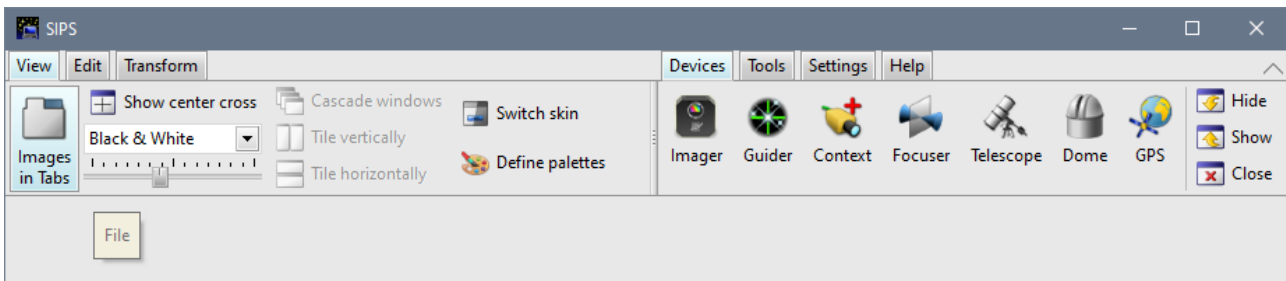 SIPS
View Edit Transform Devices Tools Settings Help
Images in Tabs
Show center cross
Black & White
Cascade windows
Tile vertically
Tile horizontally
Switch skin
Define palettes
Imager Guider Context Focuser Telescope Dome GPS
Hide
Show
Close
File